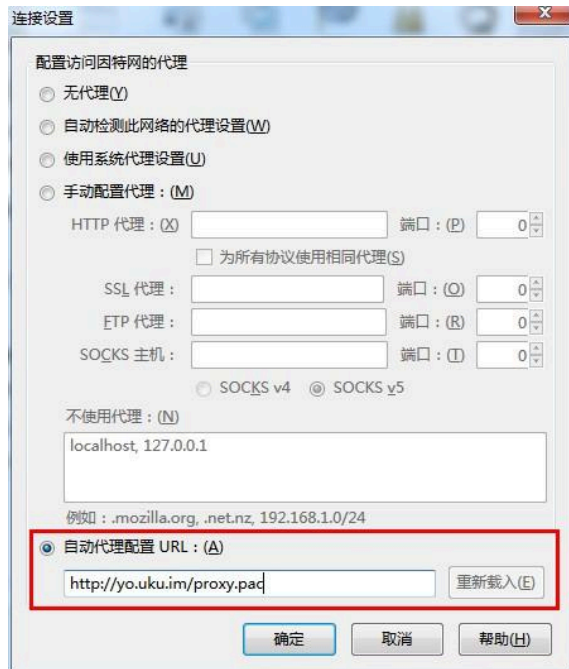 连接设置
配置访问因特网的代理
无代理(Y)
自动检测此网络的代理设置(W)
使用系统代理设置(U)
手动配置代理：(M)
HTTP 代理：(X) 端口：(P) 0
为所有协议使用相同代理(S)
SSL 代理： 端口：(O) 0
FTP 代理： 端口：(R) 0
SOCKS 主机： 端口：(T) 0
SOCKS v4 SOCKS v5
不使用代理：(N)
localhost, 127.0.0.1
例如：.mozilla.org, .net.nz, 192.168.1.0/24
自动代理配置 URL：(A)
http://yo.uku.im/proxy.pac 重新载入(E)
确定 取消 帮助(H)